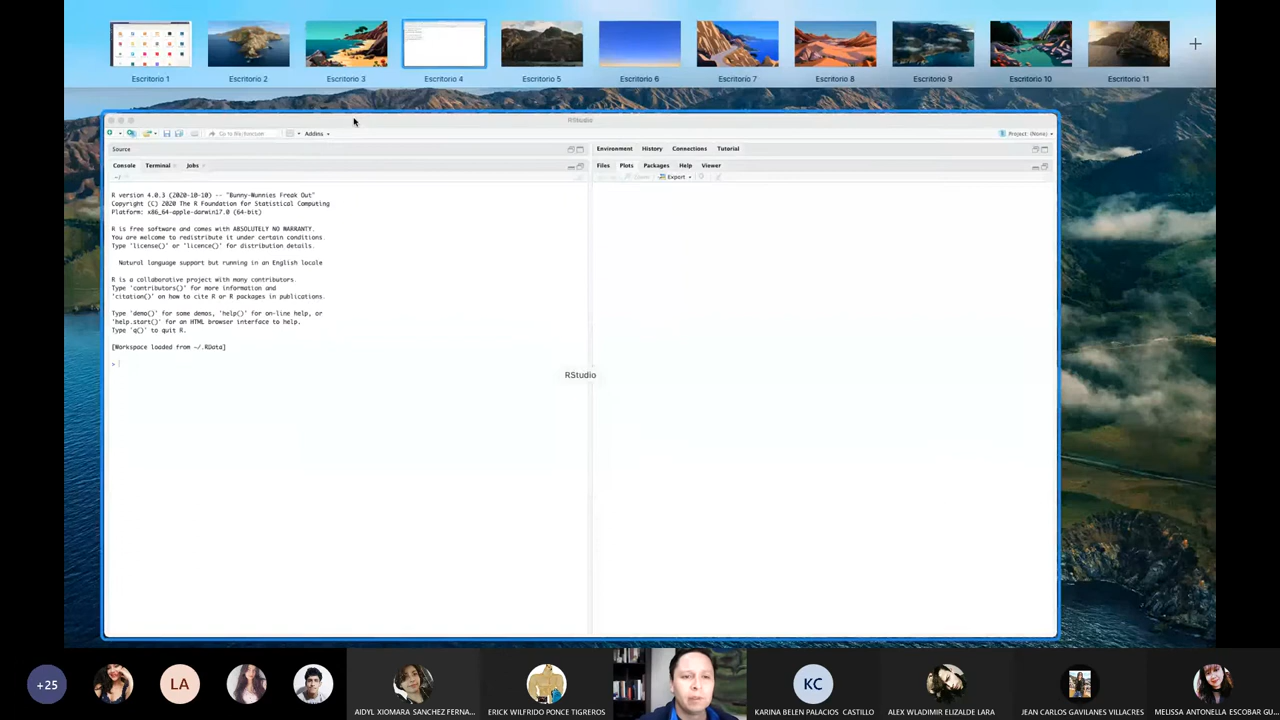 Escritorio 1
Escritorio 2
Escritorio 3
Escritorio 4
Escritorio 5
Escritorio 6
Escritorio 7
Escritorio 8
Escritorio 9
Escritorio 10
Escritorio 11
RStudio
Go to file/function
Addins
Project: (None)
Source
Environment
History
Connections
Tutorial
Console
Terminal
Jobs
Files
Plots
Packages
Help
Viewer
~/
Export
R version 4.0.3 (2020-10-10) -- "Bunny-Wunnies Freak Out"
Copyright (C) 2020 The R Foundation for Statistical Computing
Platform: x86_64-apple-darwin17.0 (64-bit)
R is free software and comes with ABSOLUTELY NO WARRANTY.
You are welcome to redistribute it under certain conditions.
Type 'license()' or 'licence()' for distribution details.
Natural language support but running in an English locale
R is a collaborative project with many contributors.
Type 'contributors()' for more information and
'citation()' on how to cite R or R packages in publications.
Type 'demo()' for some demos, 'help()' for on-line help, or
'help.start()' for an HTML browser interface to help.
Type 'q()' to quit R.
[Workspace loaded from ~/.RData]
>
RStudio
+25
LA
AIDYL XIOMARA SANCHEZ FERNA...
ERICK WILFRIDO PONCE TIGREROS
KC
KARINA BELEN PALACIOS CASTILLO
ALEX WLADIMIR ELIZALDE LARA
JEAN CARLOS GAVILANES VILLACRES
MELISSA ANTONELLA ESCOBAR GU...